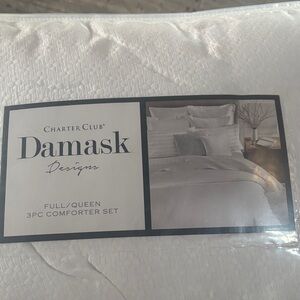 CHARTER CLUB®
Damask
Designs
FULL/QUEEN
3PC COMFORTER SET